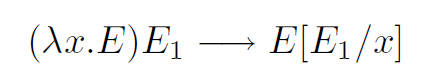 (λx.E)E₁ ⟶ E[E₁/x]